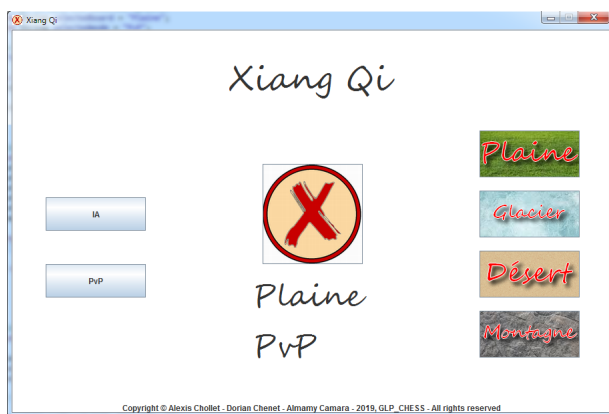 Xiang Qi
Xiang Qi
IA
PvP
X
Plaine
PvP
Plaine
Glacier
Désert
Montagne
Copyright © Alexis Chollet - Dorian Chenet - Almamy Camara - 2019, GLP_CHESS - All rights reserved